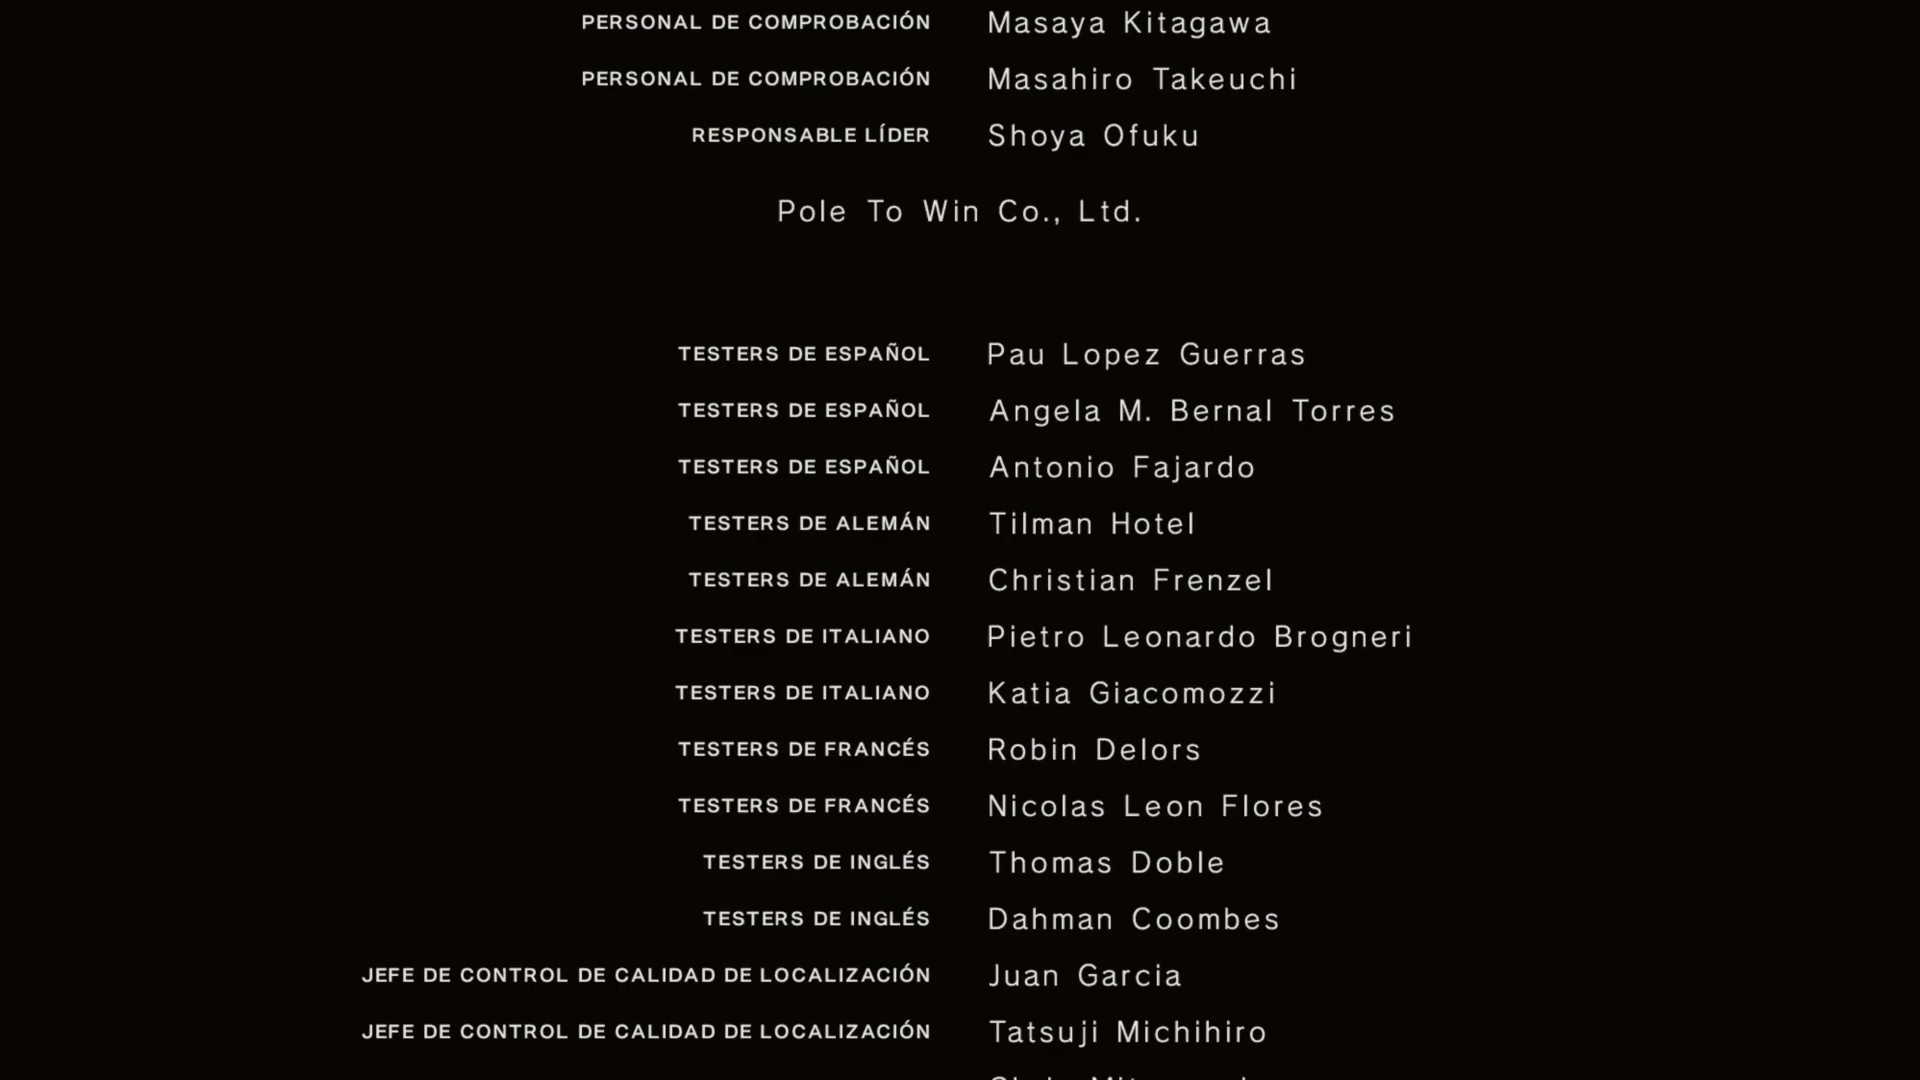 PERSONAL DE COMPROBACIÓN Masaya Kitagawa
PERSONAL DE COMPROBACIÓN Masahiro Takeuchi
RESPONSABLE LÍDER Shoya Ofuku
Pole To Win Co., Ltd.
TESTERS DE ESPAÑOL Pau Lopez Guerras
TESTERS DE ESPAÑOL Angela M. Bernal Torres
TESTERS DE ESPAÑOL Antonio Fajardo
TESTERS DE ALEMÁN Tilman Hotel
TESTERS DE ALEMÁN Christian Frenzel
TESTERS DE ITALIANO Pietro Leonardo Brogneri
TESTERS DE ITALIANO Katia Giacomozzi
TESTERS DE FRANCÉS Robin Delors
TESTERS DE FRANCÉS Nicolas Leon Flores
TESTERS DE INGLÉS Thomas Doble
TESTERS DE INGLÉS Dahman Coombes
JEFE DE CONTROL DE CALIDAD DE LOCALIZACIÓN Juan Garcia
JEFE DE CONTROL DE CALIDAD DE LOCALIZACIÓN Tatsuji Michihiro